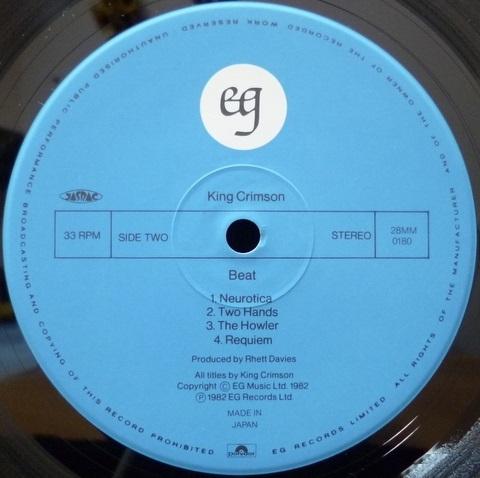 eg
JASRAC
King Crimson
33 RPM
SIDE TWO
STEREO
28MM
0180
Beat
1. Neurotica
2. Two Hands
3. The Howler
4. Requiem
Produced by Rhett Davies
All titles by King Crimson
Copyright Ⓒ EG Music Ltd. 1982
Ⓟ 1982 EG Records Ltd.
MADE IN
JAPAN
Polydor
EG RECORDS LIMITED · ALL RIGHTS OF THE MANUFACTURER AND OF THE OWNER OF THE RECORDED WORK RESERVED · UNAUTHORISED PUBLIC PERFORMANCE BROADCASTING AND COPYING OF THIS RECORD PROHIBITED